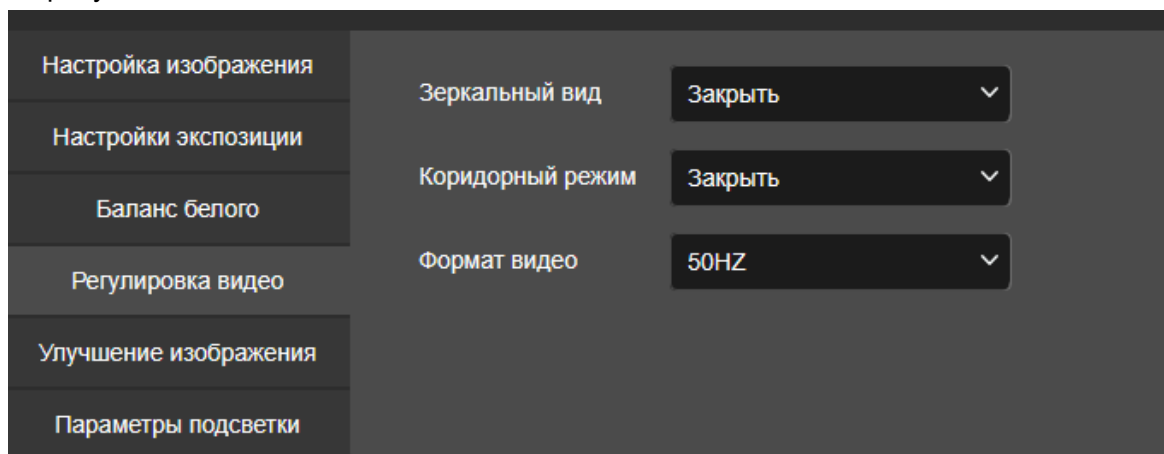 Настройка изображения
Настройки экспозиции
Баланс белого
Регулировка видео
Улучшение изображения
Параметры подсветки
Зеркальный вид Закрыть
Коридорный режим Закрыть
Формат видео 50HZ